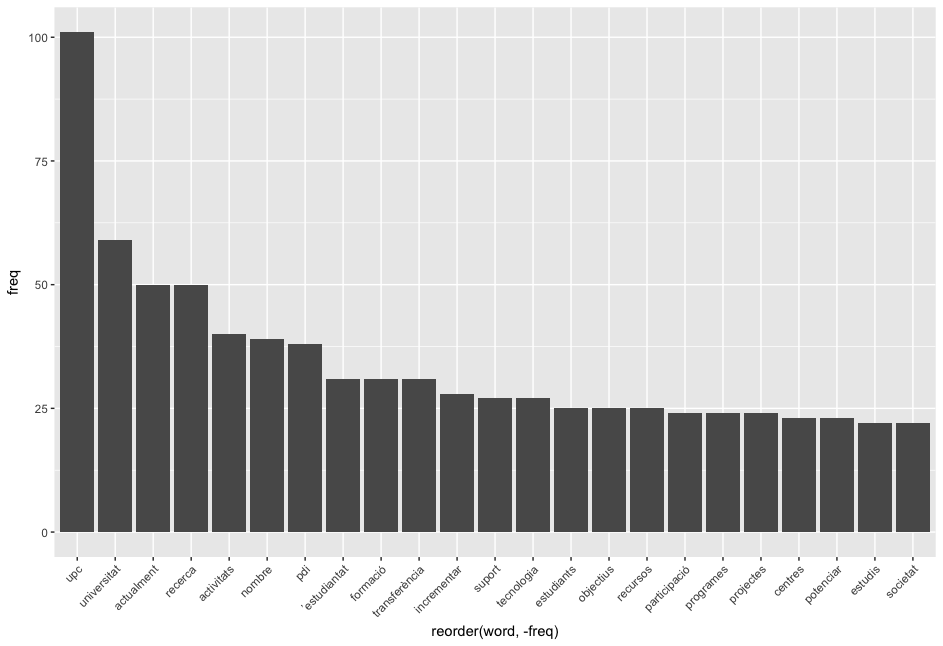 100
75
50
25
0
freq
upc
universitat
actualment
recerca
activitats
nombre
pdi
'estudiantat
formació
transferència
incrementar
suport
tecnologia
estudiants
objectius
recursos
participació
programes
projectes
centres
potenciar
estudis
societat
reorder(word, -freq)